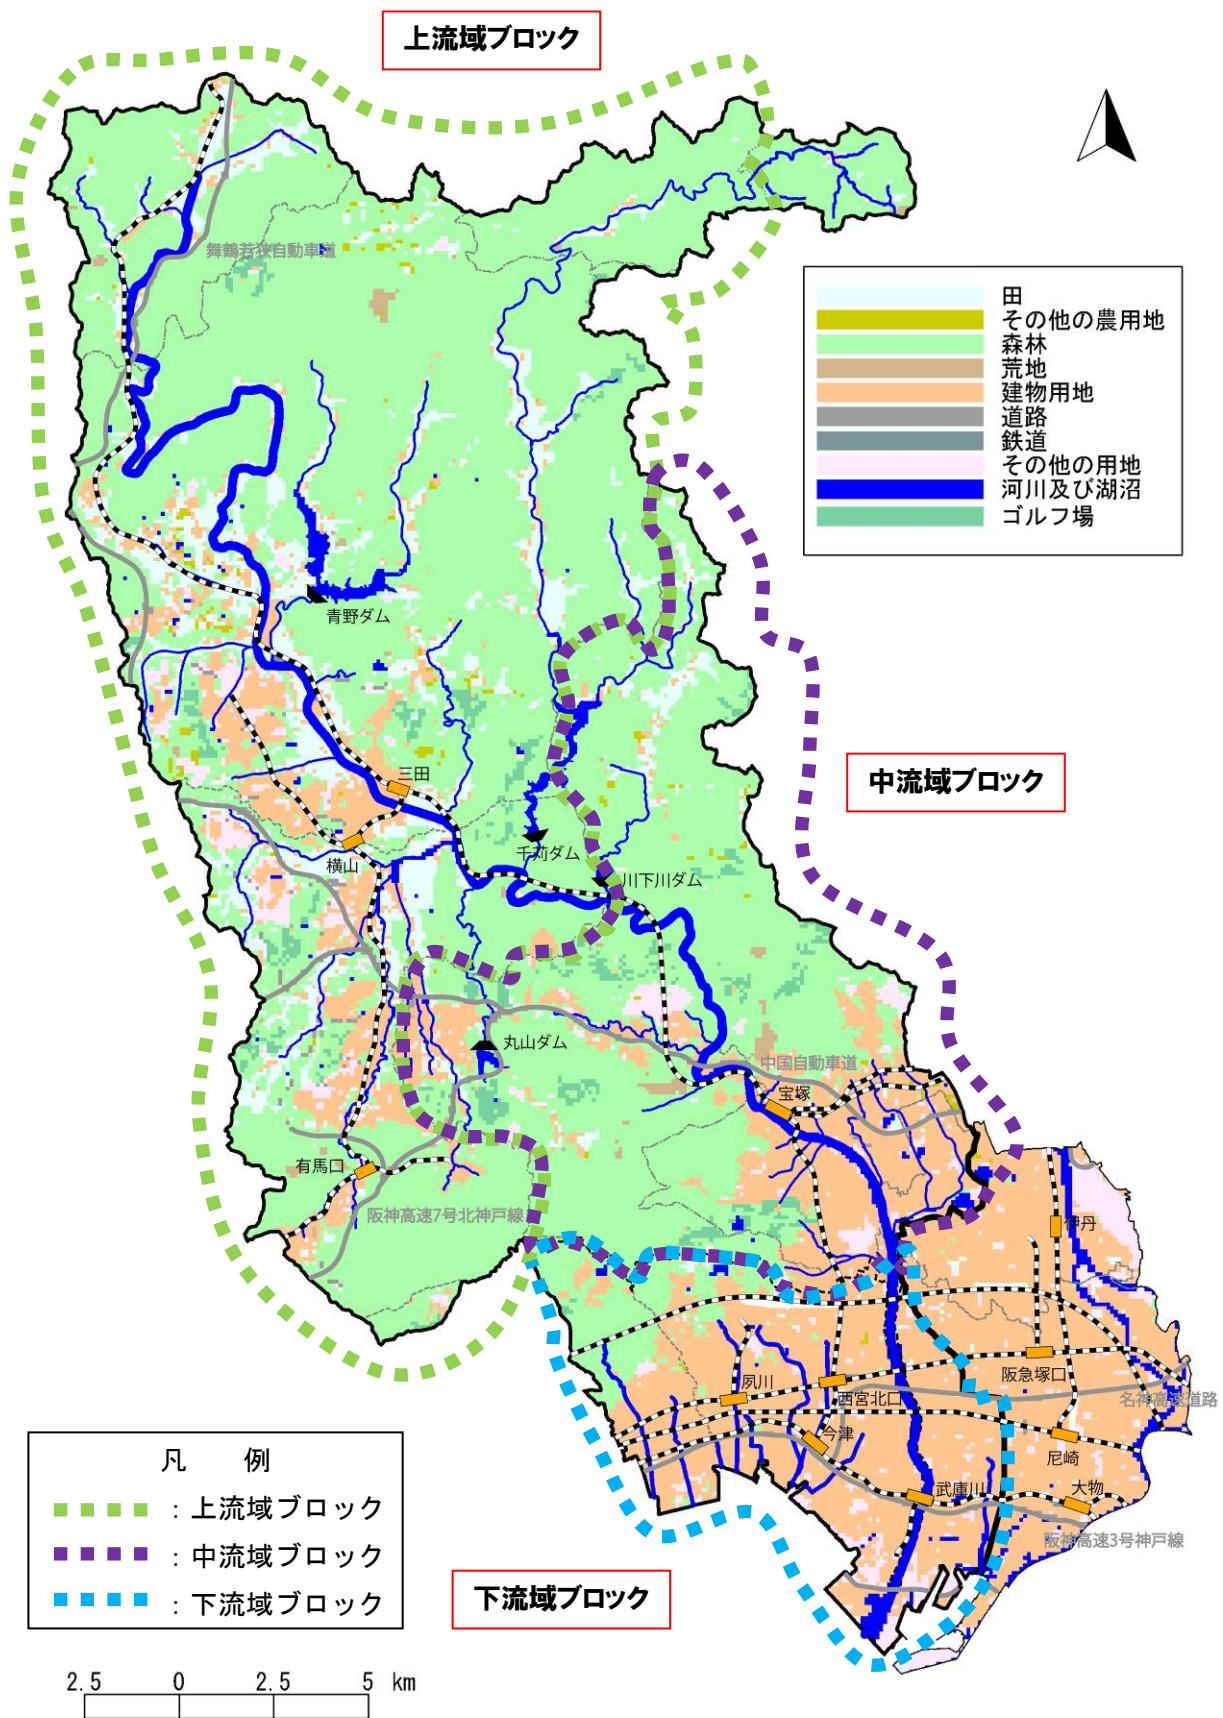 上流域ブロック
舞鶴若狭自動車道
田
その他の農用地
森林
荒地
建物用地
道路
鉄道
その他の用地
河川及び湖沼
ゴルフ場
青野ダム
三田
中流域ブロック
千苅ダム
横山
川下川ダム
丸山ダム
中国自動車道
宝塚
有馬口
阪神高速7号北神戸線
伊丹
阪急塚口
夙川
西宮北口
名神高速道路
今津
尼崎
武庫川
大物
阪神高速3号神戸線
凡 例
：上流域ブロック
：中流域ブロック
：下流域ブロック
下流域ブロック
2.5 0 2.5 5 km